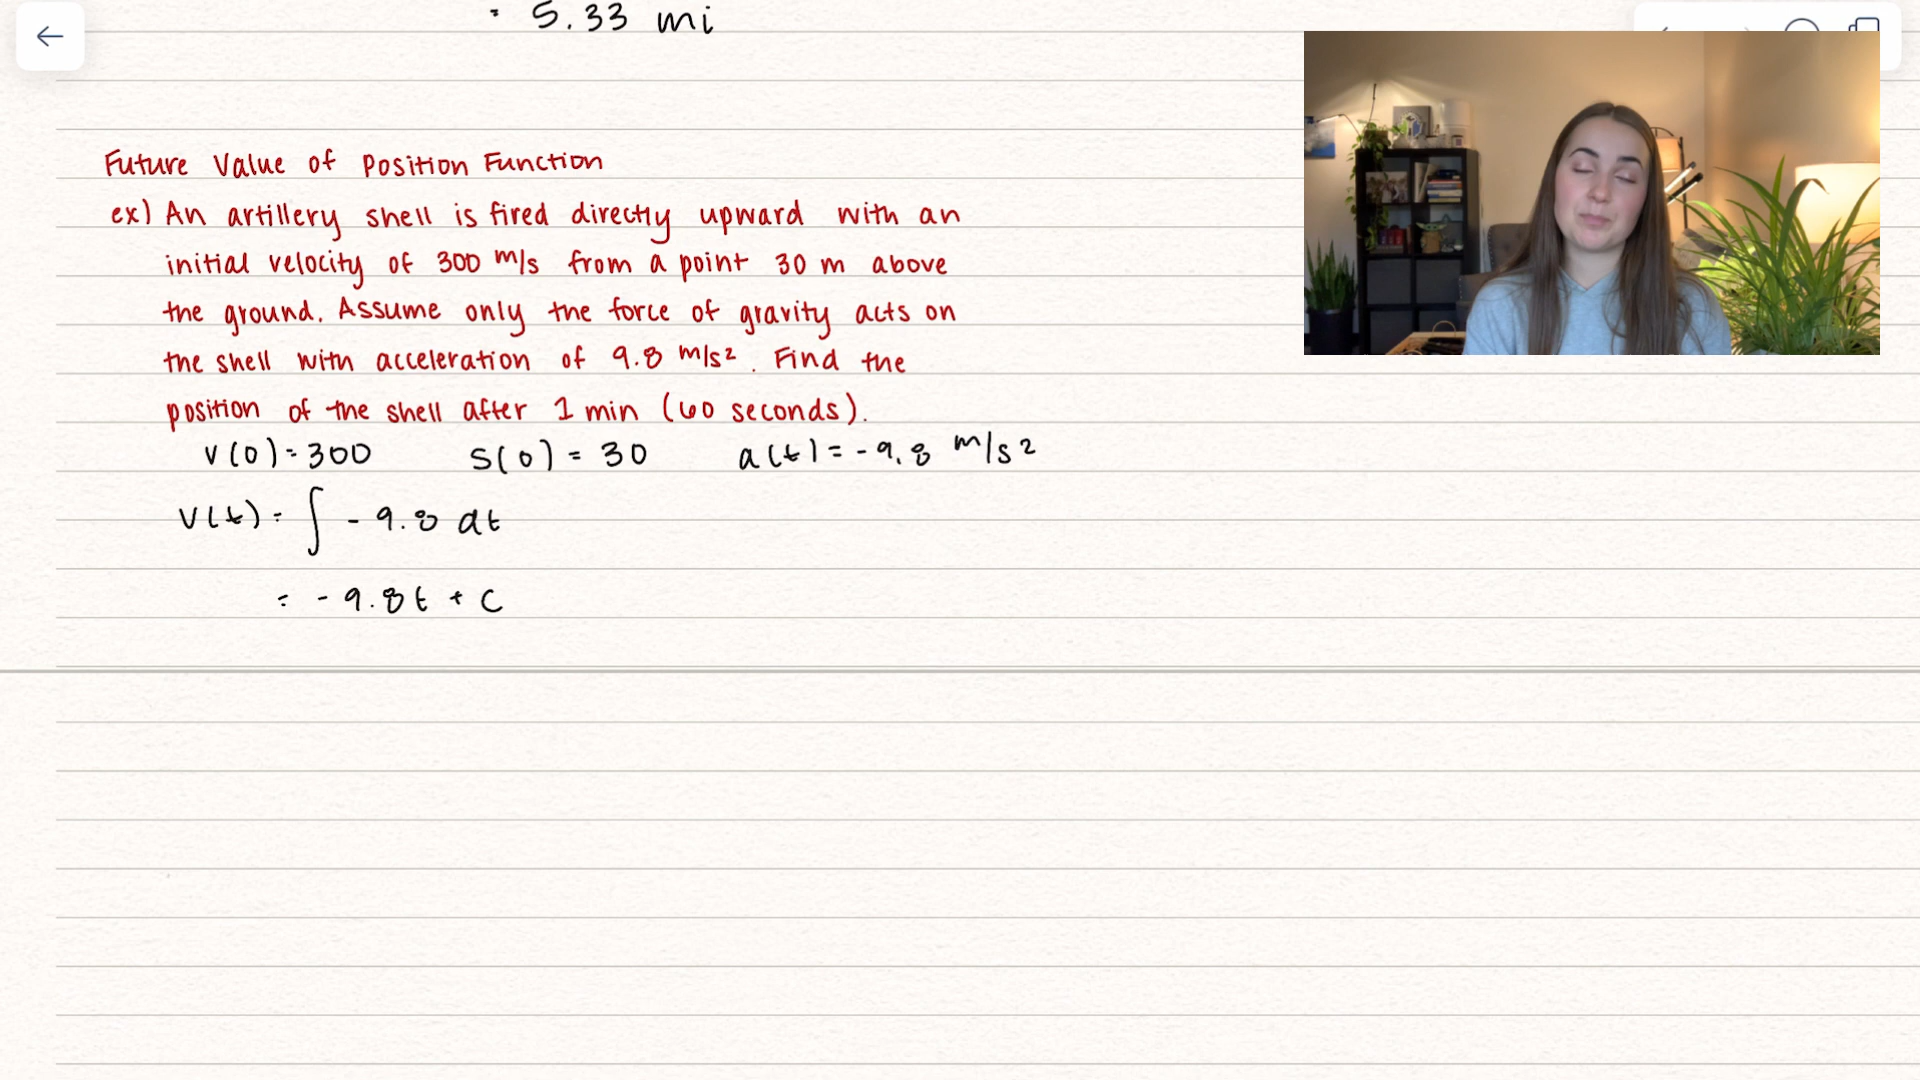 = 5.33 mi
Future Value of Position Function
ex) An artillery shell is fired directly upward with an
initial velocity of 300 m/s from a point 30 m above
the ground. Assume only the force of gravity acts on
the shell with acceleration of 9.8 m/s². Find the
position of the shell after 1 min (60 seconds).
v(0) = 300 s(0) = 30 a(t) = -9.8 m/s²
v(t) = ∫ -9.8 dt
= -9.8t + C